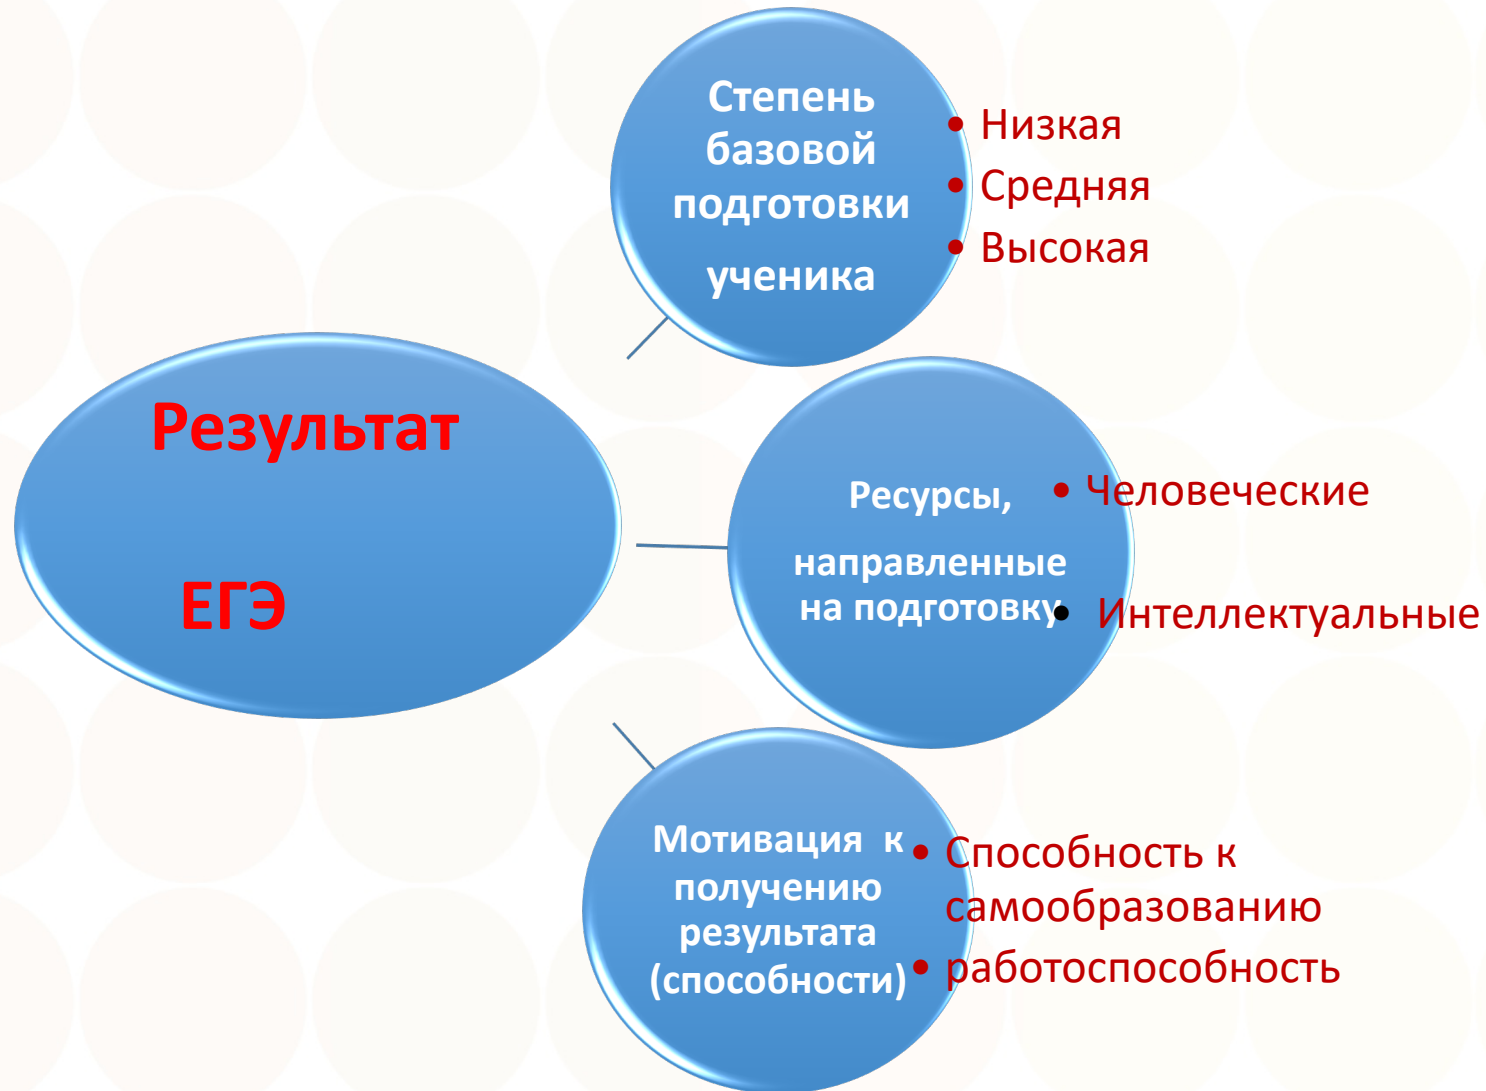 Результат
ЕГЭ
Степень
базовой
подготовки
ученика
• Низкая
• Средняя
• Высокая
Ресурсы,
направленные
на подготовку
• Человеческие
• Интеллектуальные
Мотивация к
получению
результата
(способности)
• Способность к
самообразованию
• работоспособность